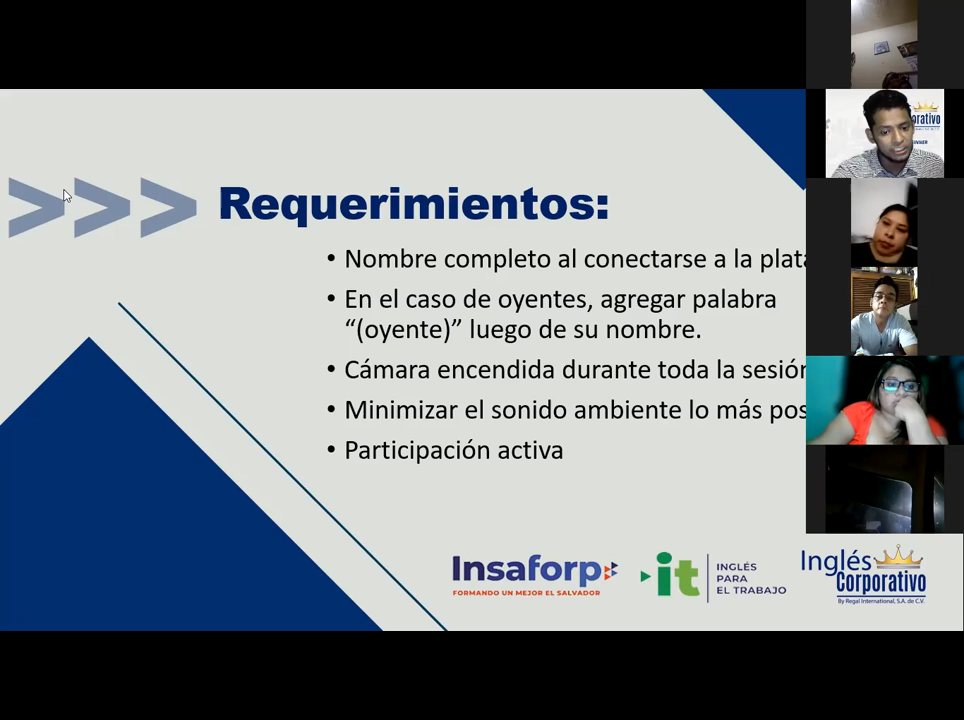 Requerimientos:
• Nombre completo al conectarse a la plata
• En el caso de oyentes, agregar palabra
“(oyente)” luego de su nombre.
• Cámara encendida durante toda la sesión
• Minimizar el sonido ambiente lo más pos
• Participación activa
Insaforp
FORMANDO UN MEJOR EL SALVADOR
it
INGLÉS
PARA
EL TRABAJO
Inglés
Corporativo
By Regal International, S.A. de C.V.
orativo